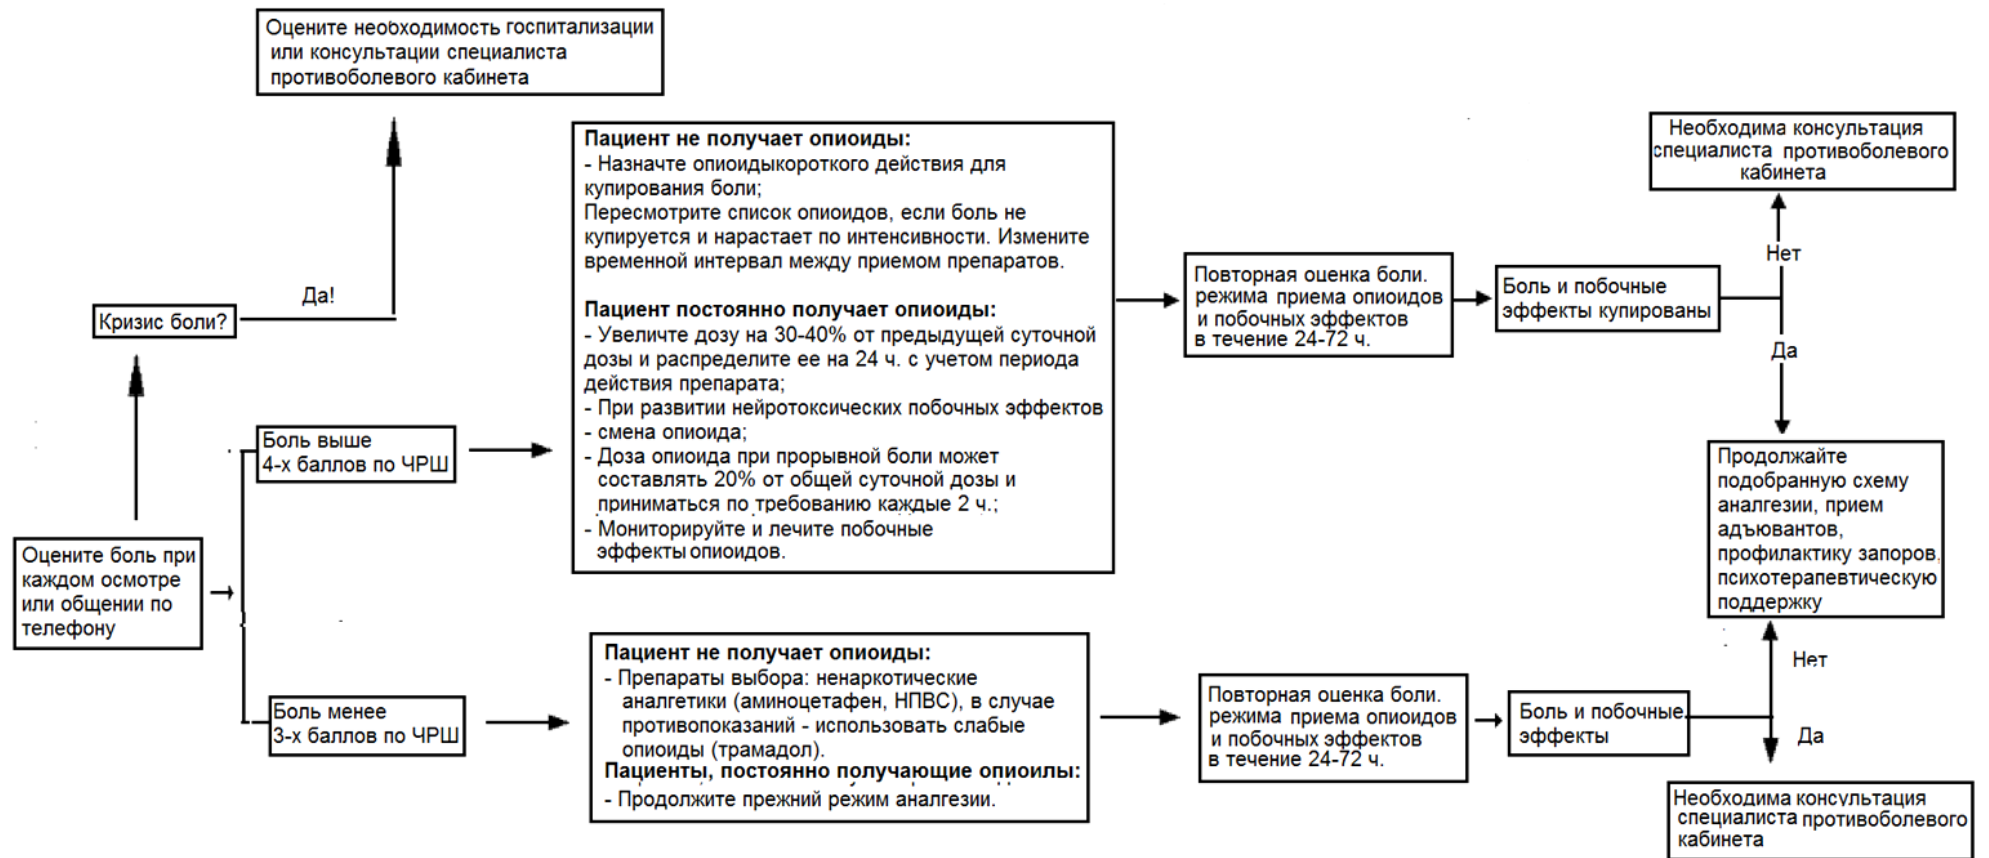 Оцените необходимость госпитализации
или консультации специалиста
противоболевого кабинета
Да!
Кризис боли?
Оцените боль при
каждом осмотре
или общении по
телефону
Боль выше
4-х баллов по ЧРШ
Пациент не получает опиоиды:
- Назначте опиоидыкороткого действия для
купирования боли;
Пересмотрите список опиоидов, если боль не
купируется и нарастает по интенсивности. Измените
временной интервал между приемом препаратов.
Пациент постоянно получает опиоиды:
- Увеличте дозу на 30-40% от предыдущей суточной
дозы и распределите ее на 24 ч. с учетом периода
действия препарата;
- При развитии нейротоксических побочных эффектов
- смена опиоида;
- Доза опиоида при прорывной боли может
составлять 20% от общей суточной дозы и
приниматься по требованию каждые 2 ч.;
- Мониторируйте и лечите побочные
эффекты опиоидов.
Повторная оценка боли.
режима приема опиоидов
и побочных эффектов
в течение 24-72 ч.
Боль и побочные
эффекты купированы
Необходима консультация
специалиста противоболевого
кабинета
Нет
Да
Продолжайте
подобранную схему
аналгезии, прием
адъювантов,
профилактику запоров,
психотерапевтическую
поддержку
Боль менее
3-х баллов по ЧРШ
Пациент не получает опиоиды:
- Препараты выбора: ненаркотические
аналгетики (аминоцетафен, НПВС), в случае
противопоказаний - использовать слабые
опиоиды (трамадол).
Пациенты, постоянно получающие опиоилы:
- Продолжите прежний режим аналгезии.
Повторная оценка боли.
режима приема опиоидов
и побочных эффектов
в течение 24-72 ч.
Боль и побочные
эффекты
Нет
Да
Необходима консультация
специалиста противоболевого
кабинета